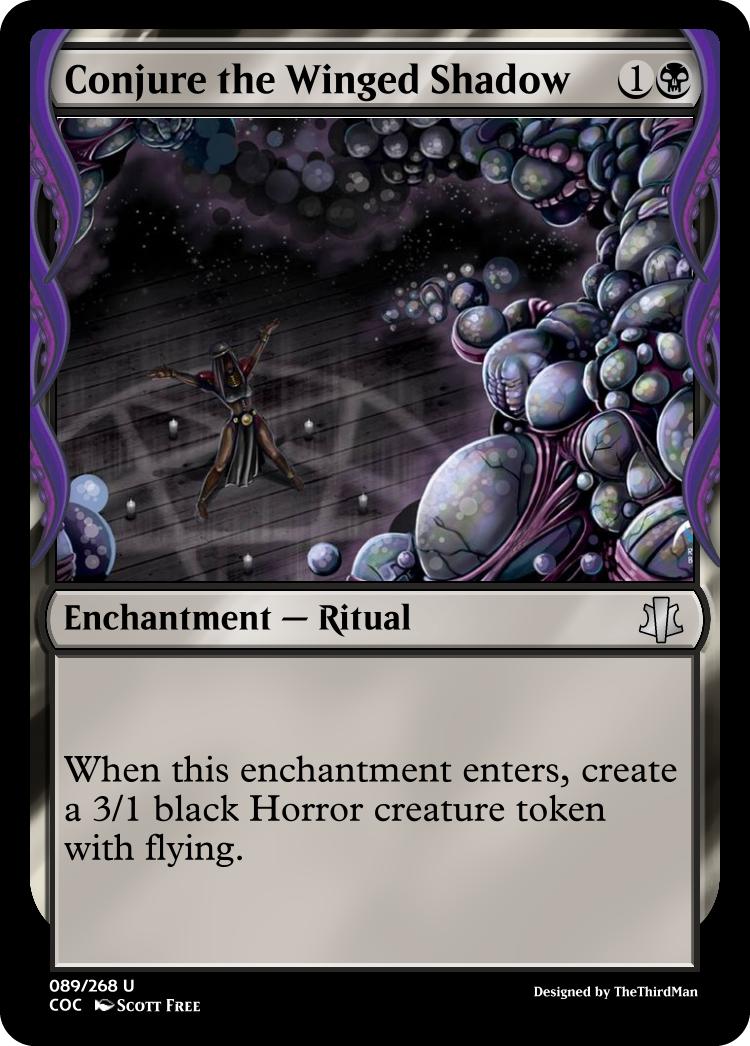 Conjure the Winged Shadow 1
Enchantment — Ritual
When this enchantment enters, create
a 3/1 black Horror creature token
with flying.
089/268 U
COC Scott Free
Designed by TheThirdMan